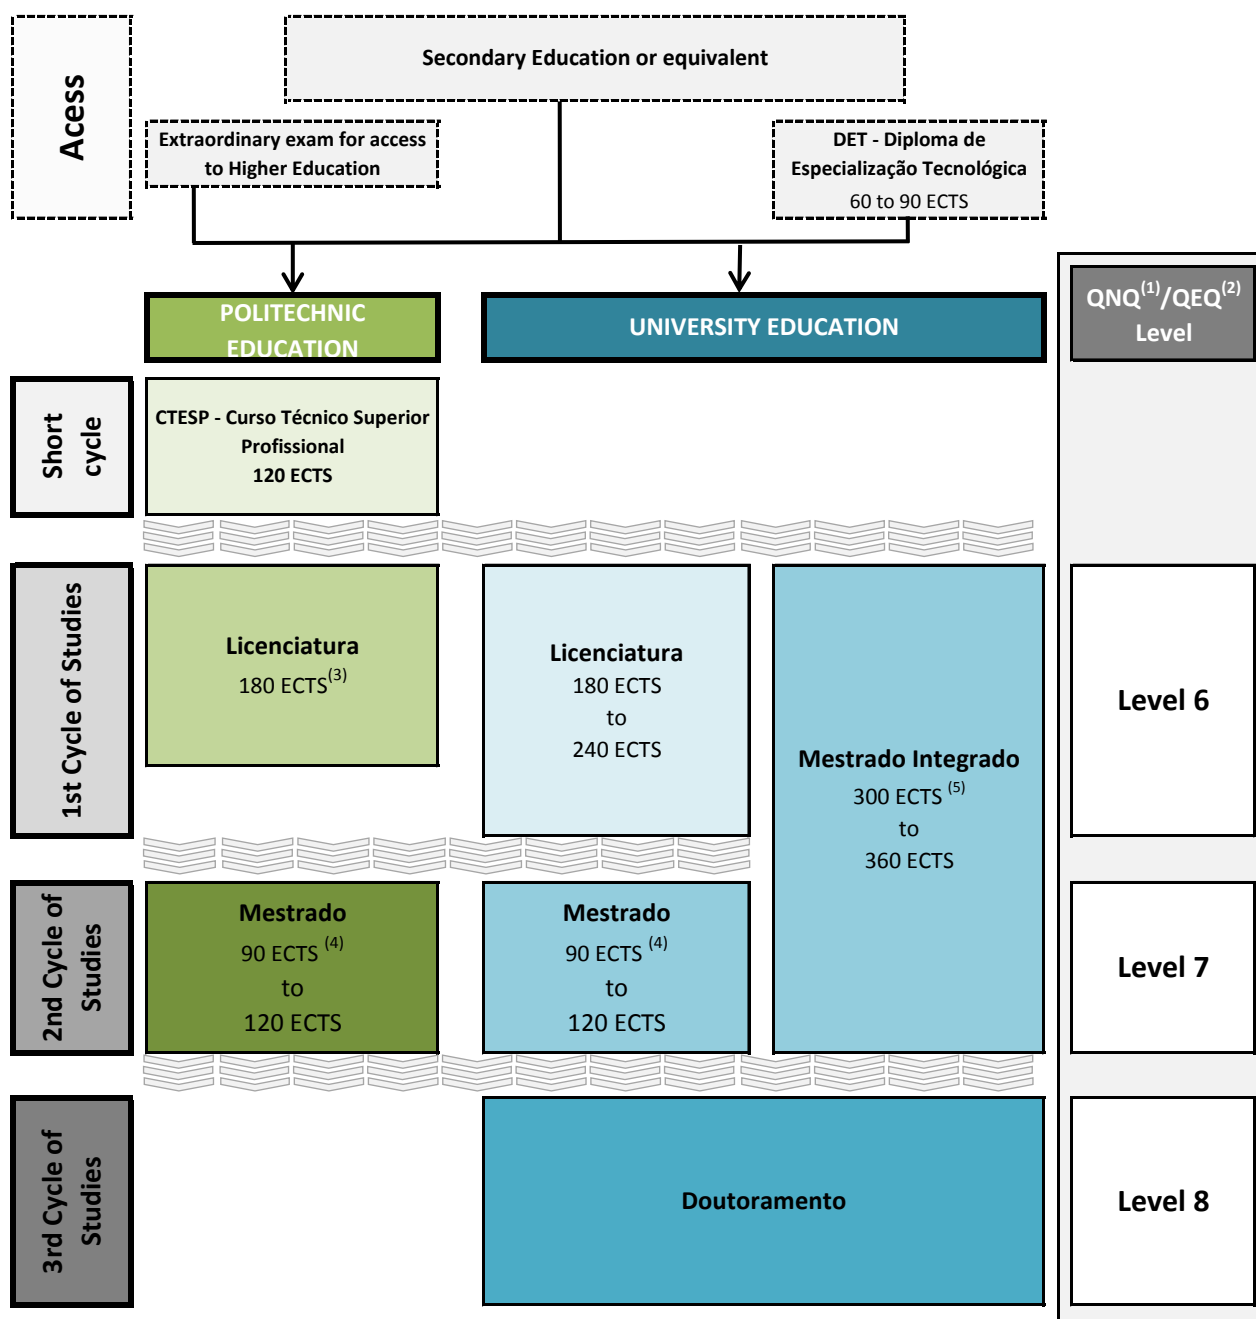 Acess
Secondary Education or equivalent
Extraordinary exam for access
to Higher Education
DET - Diploma de
Especialização Tecnológica
60 to 90 ECTS
POLITECHNIC
EDUCATION
UNIVERSITY EDUCATION
QNQ(1)/QEQ(2)
Level
Short
cycle
CTESP - Curso Técnico Superior
Profissional
120 ECTS
1st Cycle of Studies
Licenciatura
180 ECTS(3)
Licenciatura
180 ECTS
to
240 ECTS
Mestrado Integrado
300 ECTS (5)
to
360 ECTS
Level 6
2nd Cycle of
Studies
Mestrado
90 ECTS (4)
to
120 ECTS
Mestrado
90 ECTS (4)
to
120 ECTS
Level 7
3rd Cycle of
Studies
Doutoramento
Level 8